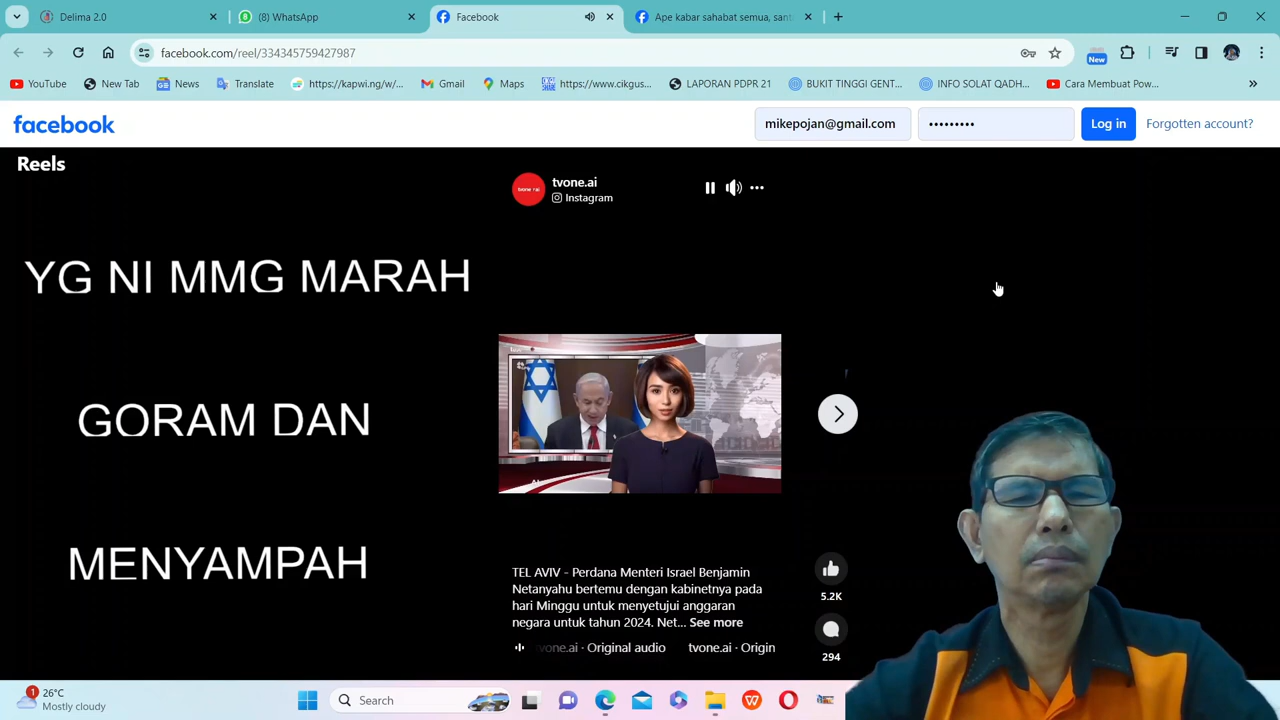 Delima 2.0
(8) WhatsApp
Facebook
Ape kabar sahabat semua, sant
facebook.com/reel/334345759427987
New
YouTube
New Tab
News
Translate
https://kapwi.ng/w/...
Gmail
Maps
https://www.cikgus...
LAPORAN PDPR 21
BUKIT TINGGI GENT...
INFO SOLAT QADH...
Cara Membuat Pow...
facebook
mikepojan@gmail.com
•••••••••
Log in
Forgotten account?
Reels
tvone.ai
Instagram
YG NI MMG MARAH
GORAM DAN
MENYAMPAH
TEL AVIV - Perdana Menteri Israel Benjamin
Netanyahu bertemu dengan kabinetnya pada
hari Minggu untuk menyetujui anggaran
negara untuk tahun 2024. Net... See more
vone.ai · Original audio
tvone.ai · Origin
5.2K
294
1
26°C
Mostly cloudy
Search